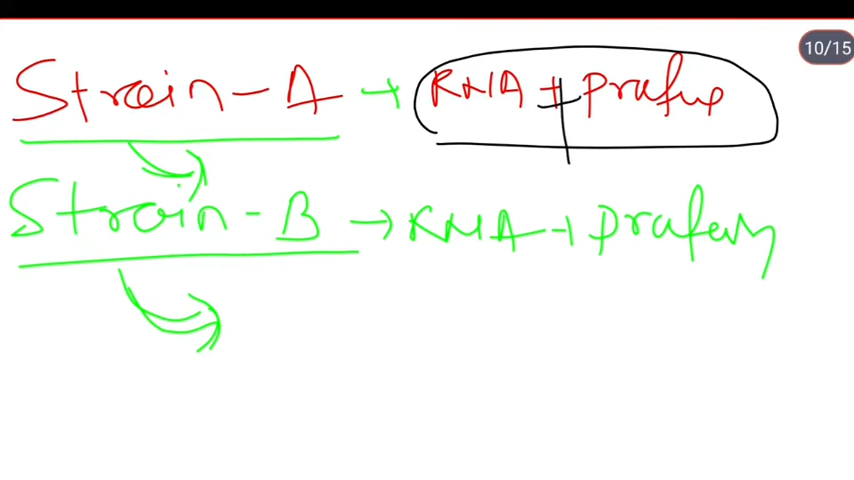 10/15
Strain-A → RNA + Protein
Strain-B → RNA + Protein